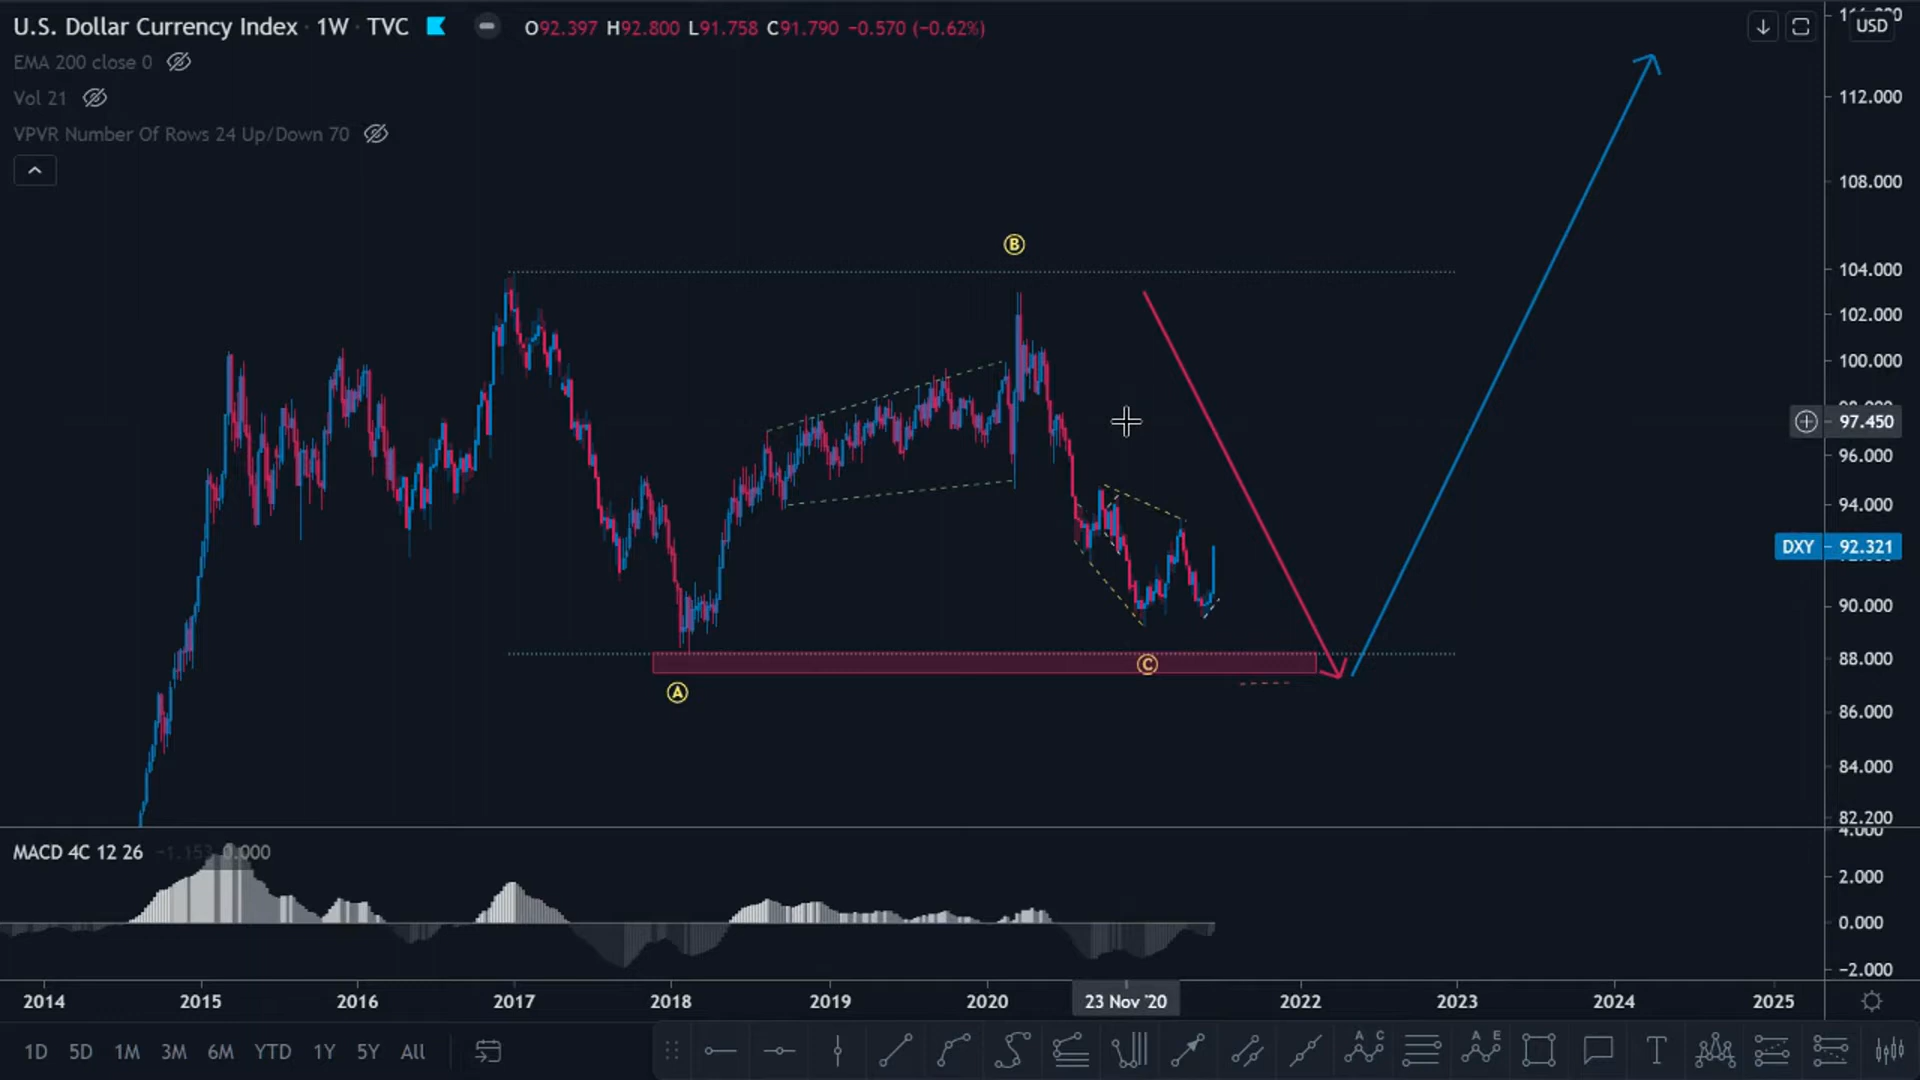 U.S. Dollar Currency Index · 1W · TVC O92.397 H92.800 L91.758 C91.790 −0.570 (−0.62%)
USD
EMA 200 close 0
Vol 21
VPVR Number Of Rows 24 Up/Down 70
112.000
108.000
104.000
102.000
100.000
97.450
96.000
94.000
DXY 92.321
90.000
88.000
86.000
84.000
82.200
B
C
A
MACD 4C 12 26 −1.153 0.000
4.000
2.000
0.000
−2.000
2014 2015 2016 2017 2018 2019 2020 23 Nov '20 2022 2023 2024 2025
1D 5D 1M 3M 6M YTD 1Y 5Y All
A C
A E
T